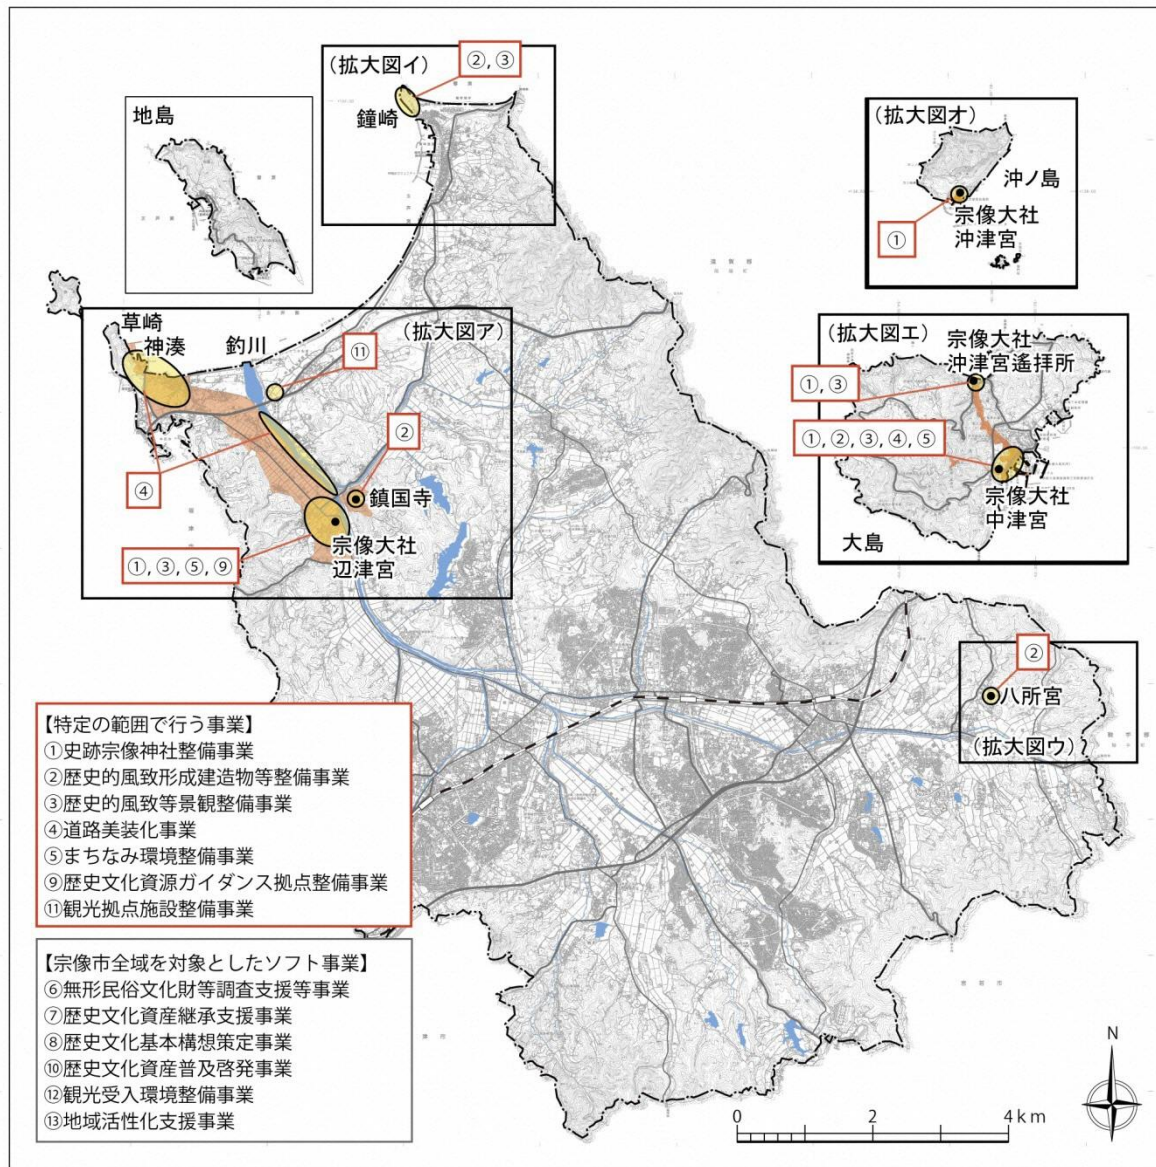 (拡大図イ)
②, ③
鐘崎
地島
(拡大図オ)
沖ノ島
宗像大社
沖津宮
①
草崎
神湊
釣川
(拡大図ア)
⑪
②
④
鎮国寺
宗像大社
辺津宮
①, ③, ⑤, ⑨
(拡大図エ)
宗像大社
沖津宮遙拝所
①, ③
①, ②, ③, ④, ⑤
宗像大社
中津宮
大島
②
八所宮
(拡大図ウ)
【特定の範囲で行う事業】
①史跡宗像神社整備事業
②歴史的風致形成建造物等整備事業
③歴史的風致等景観整備事業
④道路美装化事業
⑤まちなみ環境整備事業
⑨歴史文化資源ガイダンス拠点整備事業
⑪観光拠点施設整備事業
【宗像市全域を対象としたソフト事業】
⑥無形民俗文化財等調査支援等事業
⑦歴史文化資産継承支援事業
⑧歴史文化基本構想策定事業
⑩歴史文化資産普及啓発事業
⑫観光受入環境整備事業
⑬地域活性化支援事業
N
0 2 4km